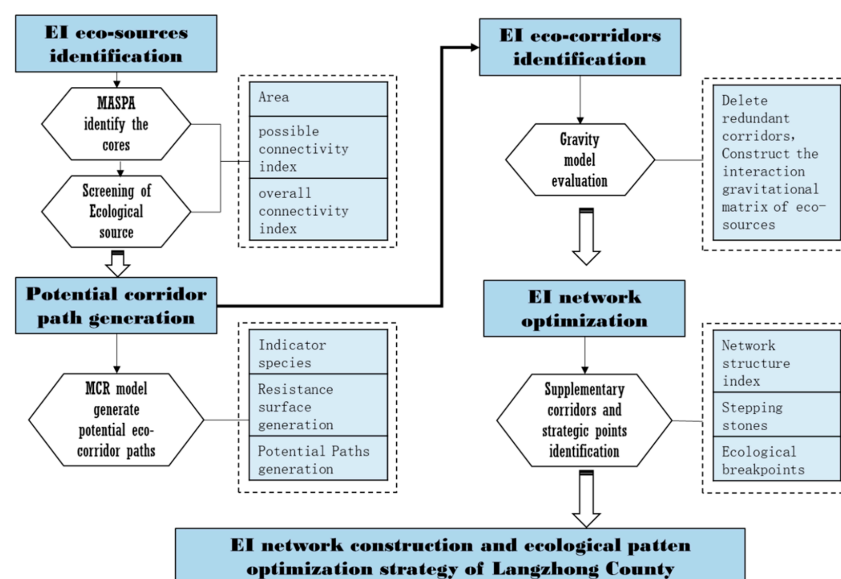 EI eco-sources
identification
MASPA
identify the
cores
Screening of
Ecological
source
Area
possible
connectivity
index
overall
connectivity
index
Potential corridor
path generation
MCR model
generate
potential eco-
corridor paths
Indicator
species
Resistance
surface
generation
Potential Paths
generation
EI eco-corridors
identification
Gravity
model
evaluation
Delete
redundant
corridors,
Construct the
interaction
gravitational
matrix of eco-
sources
EI network
optimization
Supplementary
corridors and
strategic points
identification
Network
structure
index
Stepping
stones
Ecological
breakpoints
EI network construction and ecological patten
optimization strategy of Langzhong County